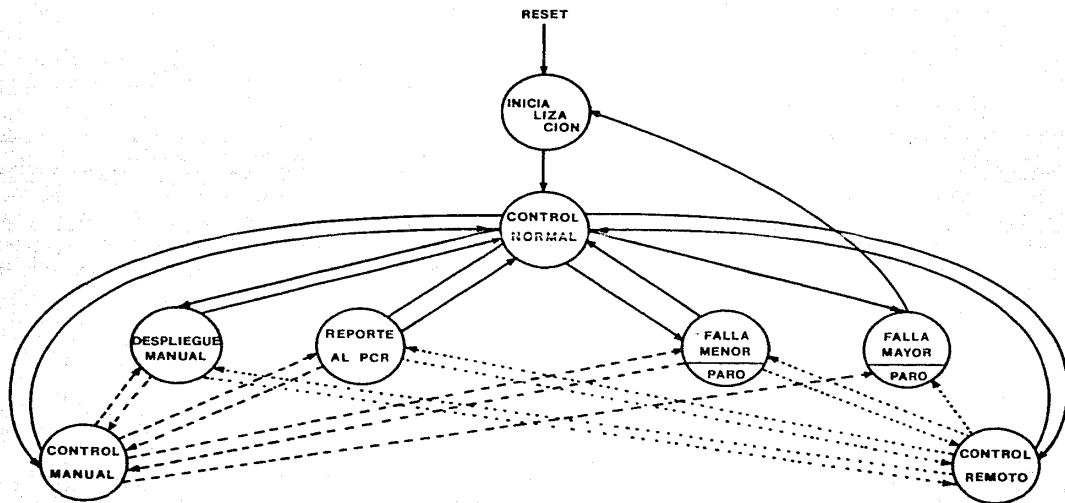 RESET
INICIA
LIZA
CION
CONTROL
NORMAL
DESPLIEGUE
MANUAL
REPORTE
AL PCR
FALLA
MENOR
PARO
FALLA
MAYOR
PARO
CONTROL
MANUAL
CONTROL
REMOTO